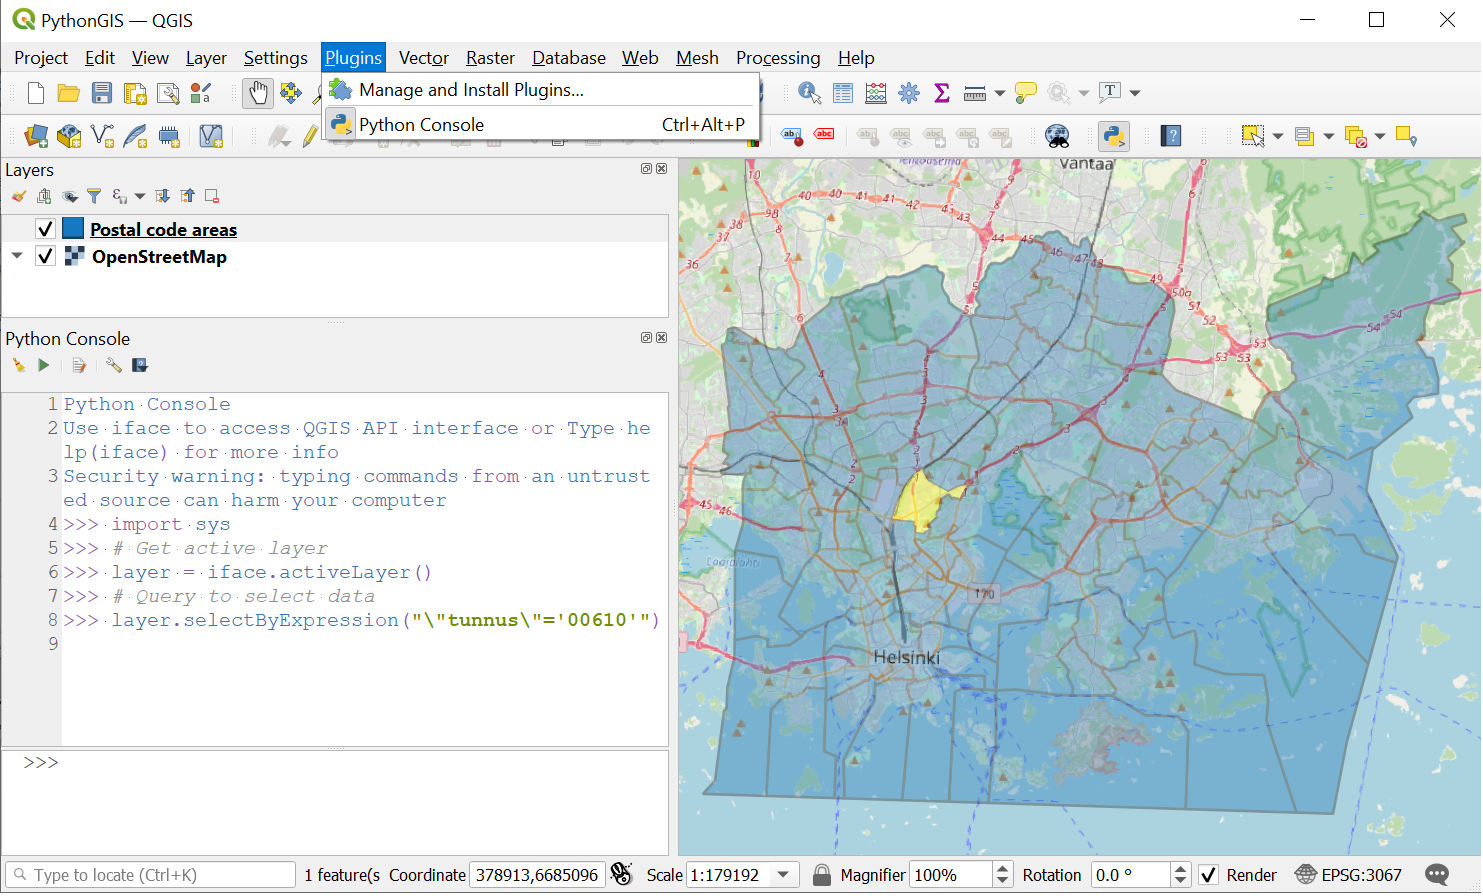 PythonGIS — QGIS
Project Edit View Layer Settings Plugins Vector Raster Database Web Mesh Processing Help
Manage and Install Plugins...
Python Console Ctrl+Alt+P
Layers
Postal code areas
OpenStreetMap
Python Console
1 Python Console
2 Use iface to access QGIS API interface or Type he
lp(iface) for more info
3 Security warning: typing commands from an untrust
ed source can harm your computer
4 >>> import sys
5 >>> # Get active layer
6 >>> layer = iface.activeLayer()
7 >>> # Query to select data
8 >>> layer.selectByExpression("\"tunnus\"='00610'")
9
>>>
Vantaa
170
Helsinki
Type to locate (Ctrl+K) 1 feature(s Coordinate 378913,6685096 Scale 1:179192 Magnifier 100% Rotation 0.0 ° Render EPSG:3067